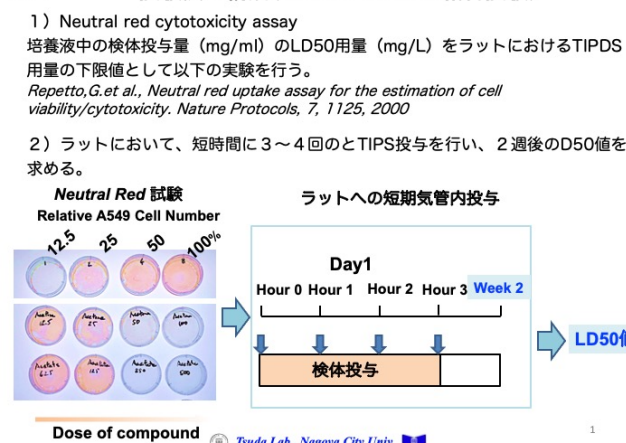 1）Neutral red cytotoxicity assay
培養液中の検体投与量（mg/ml）のLD50用量（mg/L）をラットにおけるTIPDS
用量の下限値として以下の実験を行う。
Repetto,G.et al., Neutral red uptake assay for the estimation of cell
viability/cytotoxicity. Nature Protocols, 7, 1125, 2000
2）ラットにおいて、短時間に３〜４回のとTIPS投与を行い、２週後のD50値を
求める。
Neutral Red 試験
Relative A549 Cell Number
12.5 25 50 100%
ラットへの短期気管内投与
Day1
Hour 0 Hour 1 Hour 2 Hour 3 Week 2
検体投与
LD50
Dose of compound
Tsuda Lab, Nagoya City Univ.
1